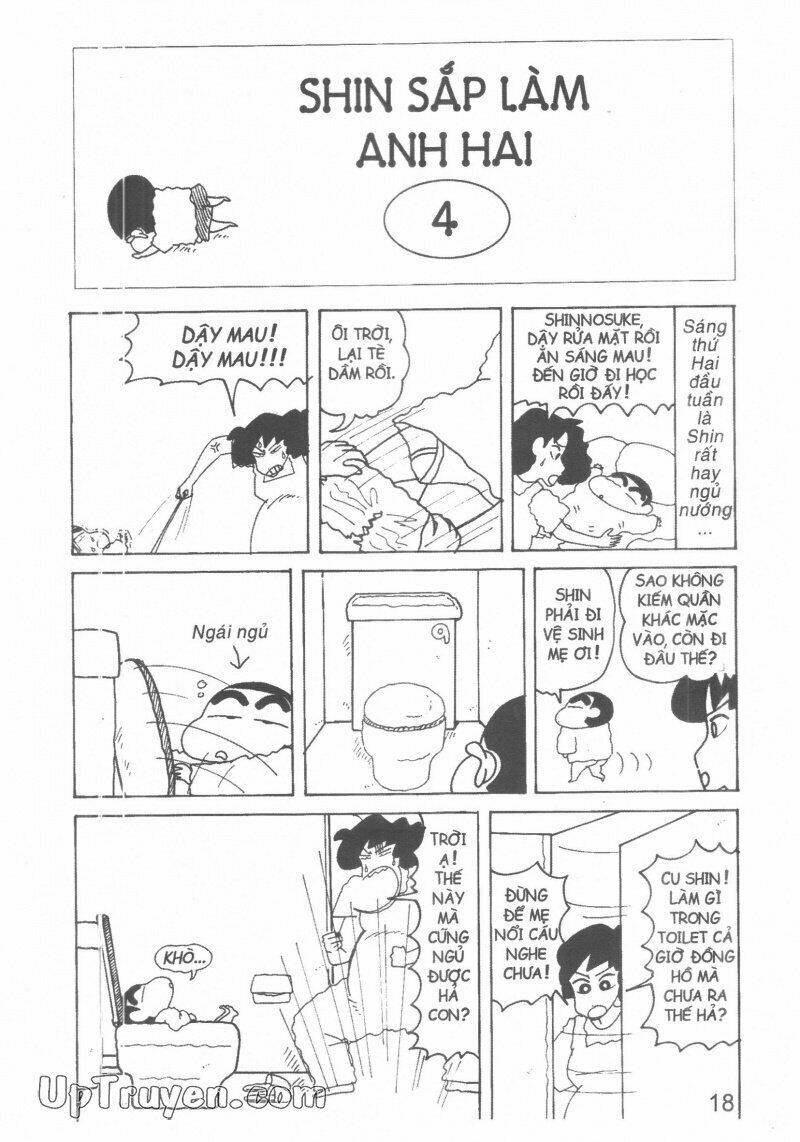 SHIN SẮP LÀM
ANH HAI
4
Sáng
thứ
Hai
đầu
tuần
là
Shin
rất
hay
ngủ
nướng
...
SHINNOSUKE,
DẬY RỬA MẶT RỒI
ĂN SÁNG MAU!
ĐẾN GIỜ ĐI HỌC
RỒI ĐẤY!
ÔI TRỜI,
LẠI TÈ
DẦM RỒI.
DẬY MAU!
DẬY MAU!!!
SAO KHÔNG
KIẾM QUẦN
KHÁC MẶC
VÀO, CÒN ĐI
ĐÂU THẾ?
SHIN
PHẢI ĐI
VỆ SINH
MẸ ƠI!
Ngái ngủ
CU SHIN!
LÀM GÌ
TRONG
TOILET CẢ
GIỜ ĐỒNG
HỒ MÀ
CHƯA RA
THẾ HẢ?
ĐỪNG
ĐỂ MẸ
NỔI CÁU
NGHE
CHƯA!
TRỜI
Ạ!
THẾ
NÀY
MÀ
CŨNG
NGỦ
ĐƯỢC
HẢ
CON?
KHÒ...
UpTruyen.com
18